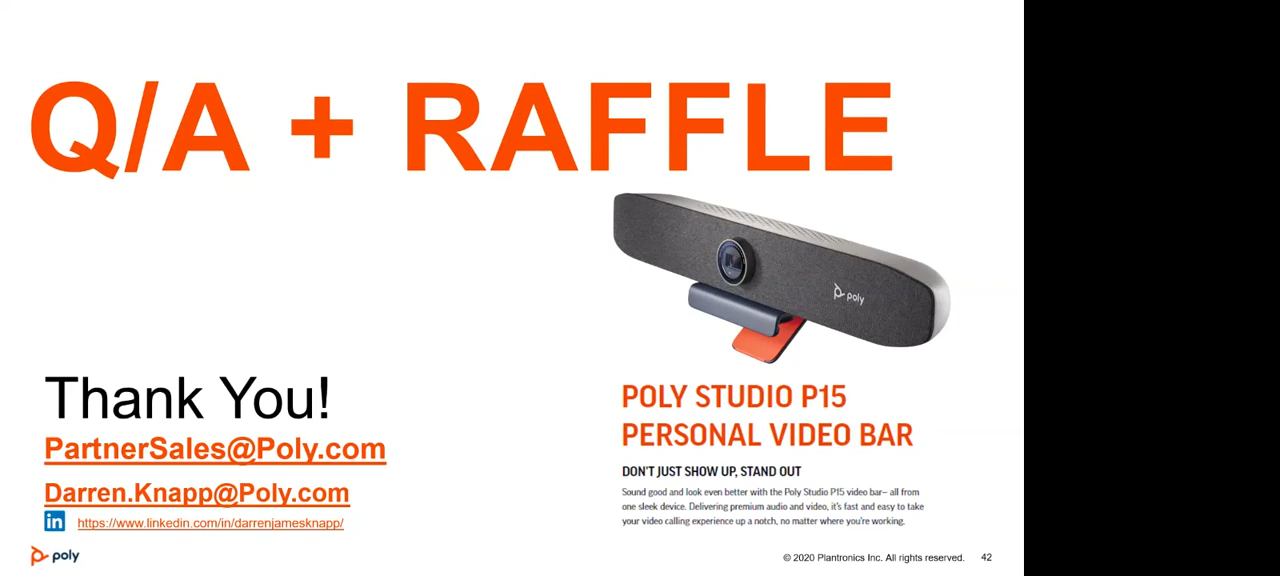 Q/A + RAFFLE
poly
Thank You!
PartnerSales@Poly.com
Darren.Knapp@Poly.com
in https://www.linkedin.com/in/darrenjamesknapp/
POLY STUDIO P15
PERSONAL VIDEO BAR
DON'T JUST SHOW UP, STAND OUT
Sound good and look even better with the Poly Studio P15 video bar– all from
one sleek device. Delivering premium audio and video, it's fast and easy to take
your video calling experience up a notch, no matter where you're working.
poly
© 2020 Plantronics Inc. All rights reserved. 42